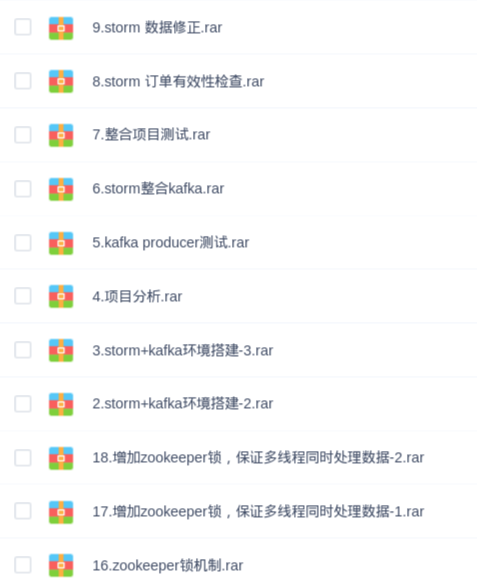 9.storm 数据修正.rar
8.storm 订单有效性检查.rar
7.整合项目测试.rar
6.storm整合kafka.rar
5.kafka producer测试.rar
4.项目分析.rar
3.storm+kafka环境搭建-3.rar
2.storm+kafka环境搭建-2.rar
18.增加zookeeper锁，保证多线程同时处理数据-2.rar
17.增加zookeeper锁，保证多线程同时处理数据-1.rar
16.zookeeper锁机制.rar